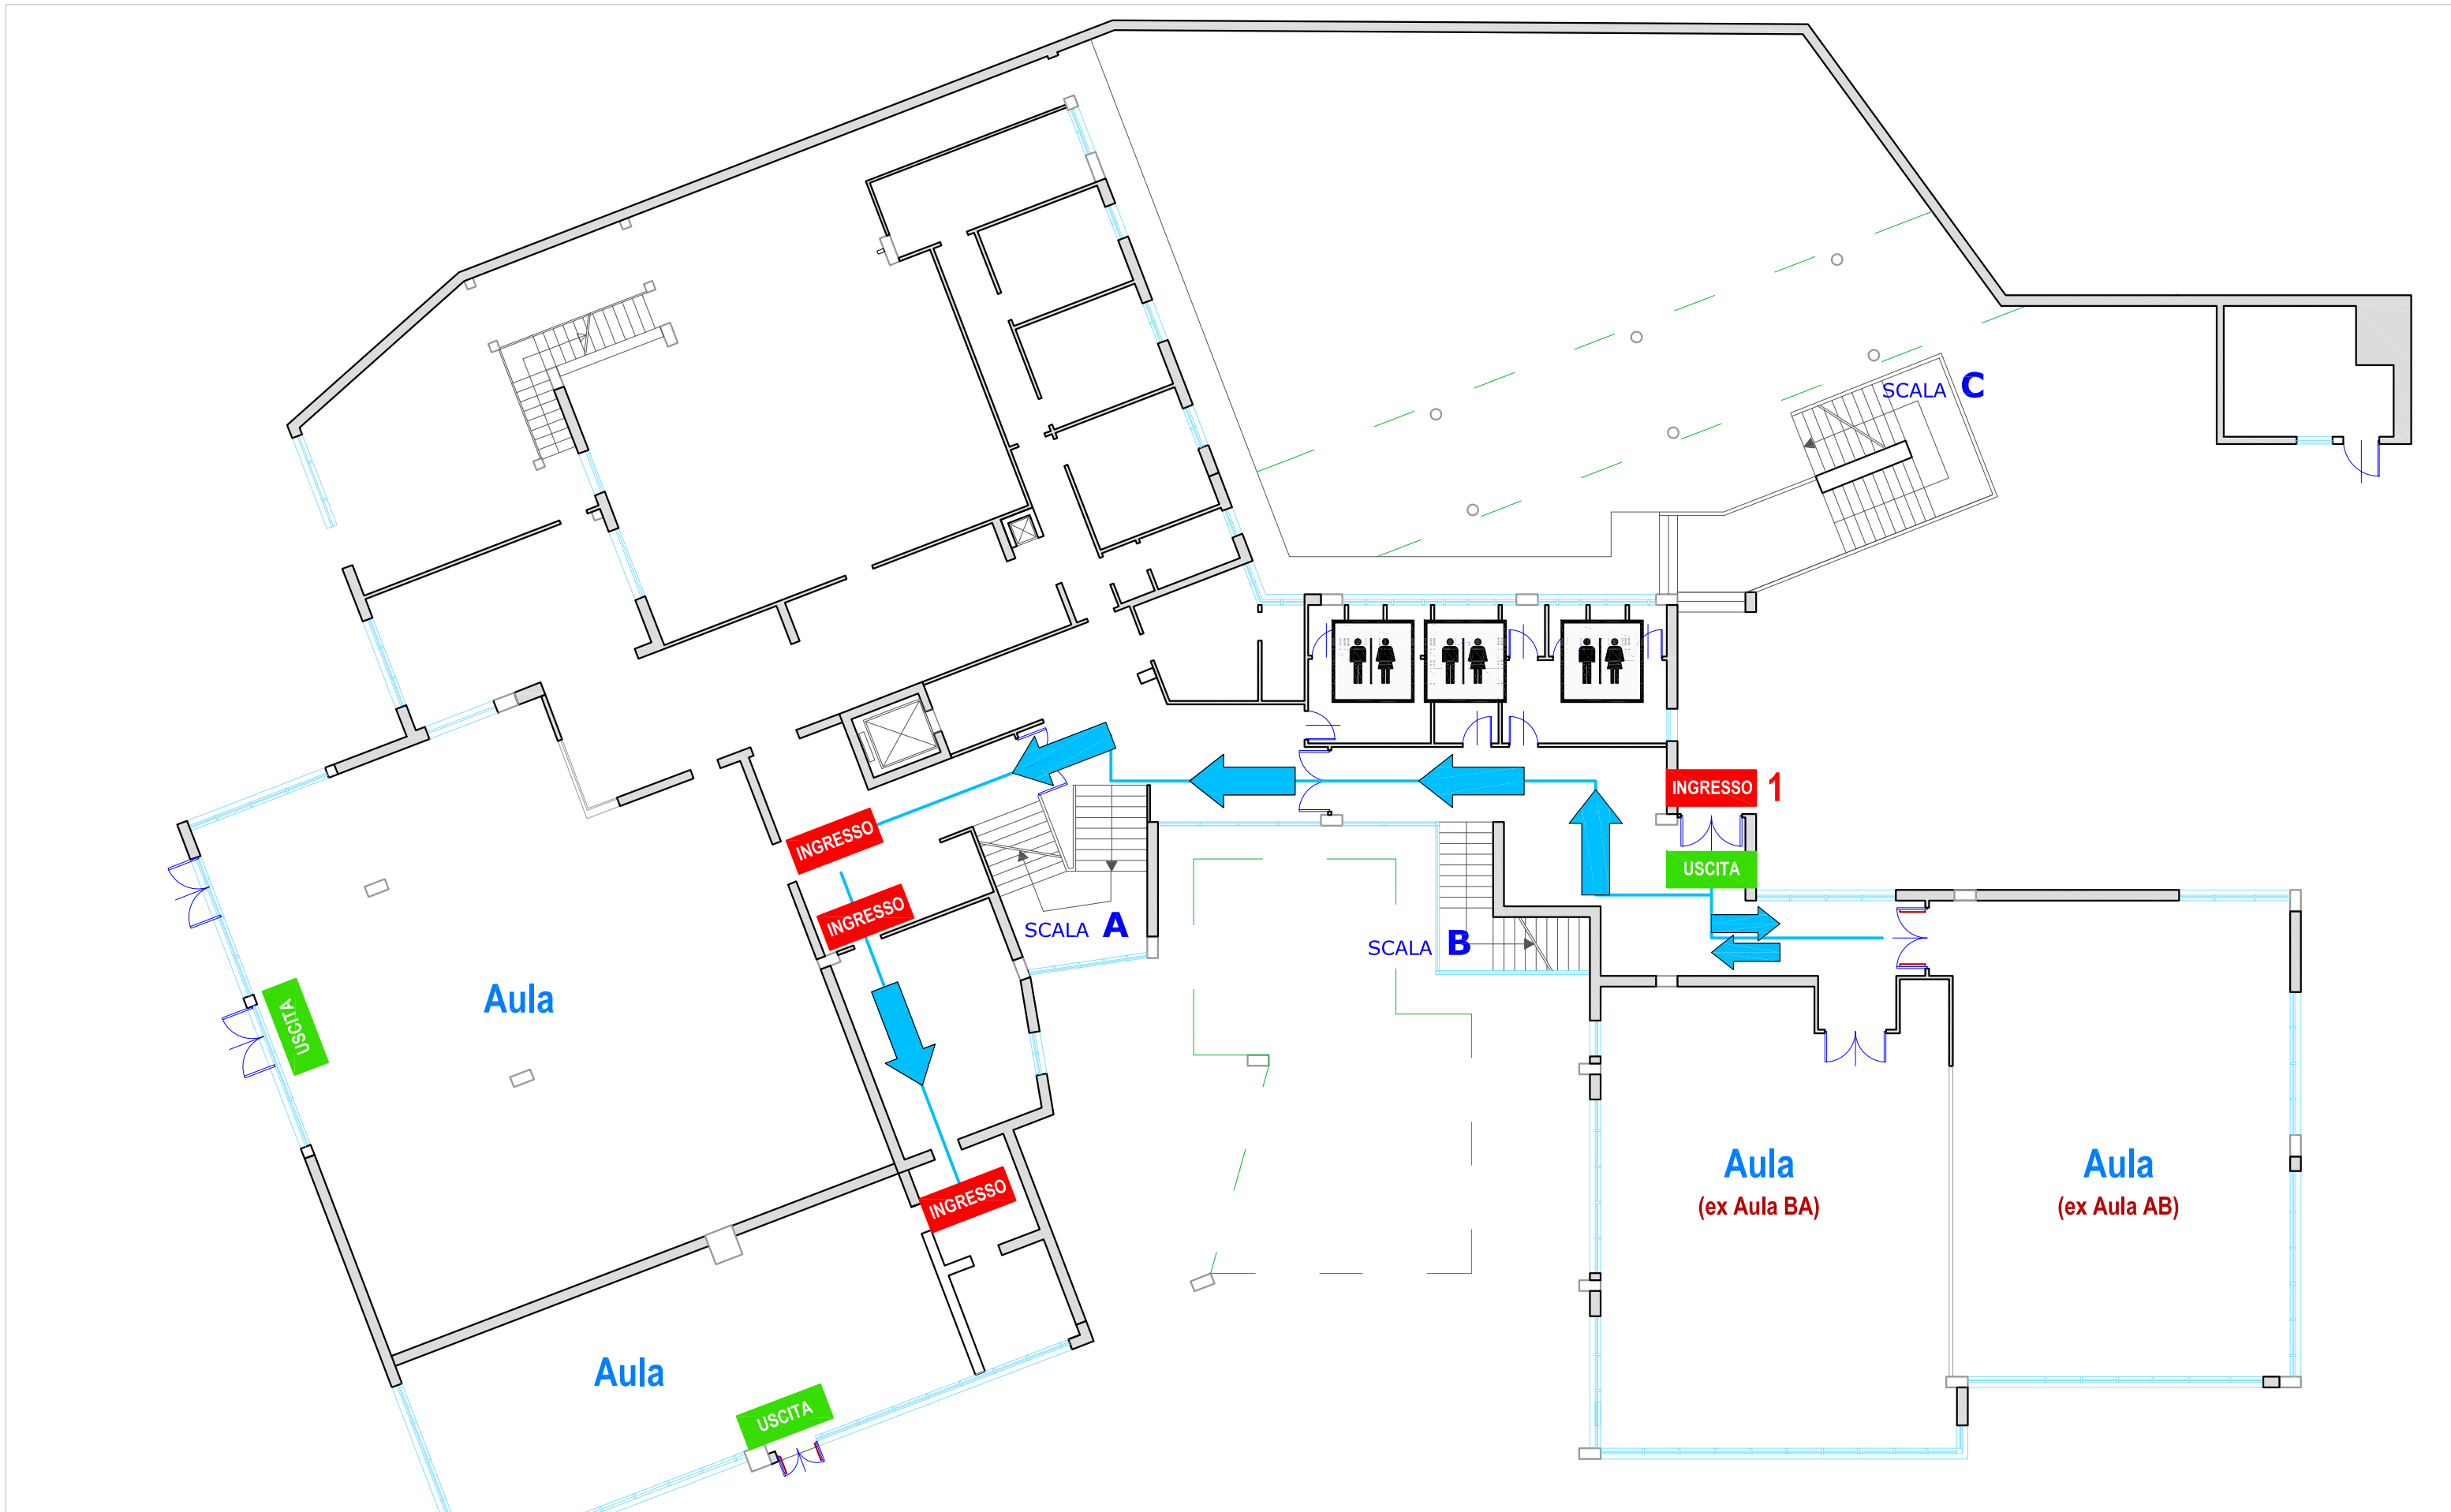 SCALA C
INGRESSO 1
INGRESSO
USCITA
INGRESSO
SCALA A
SCALA B
Aula
USCITA
Aula
(ex Aula BA)
Aula
(ex Aula AB)
INGRESSO
Aula
USCITA